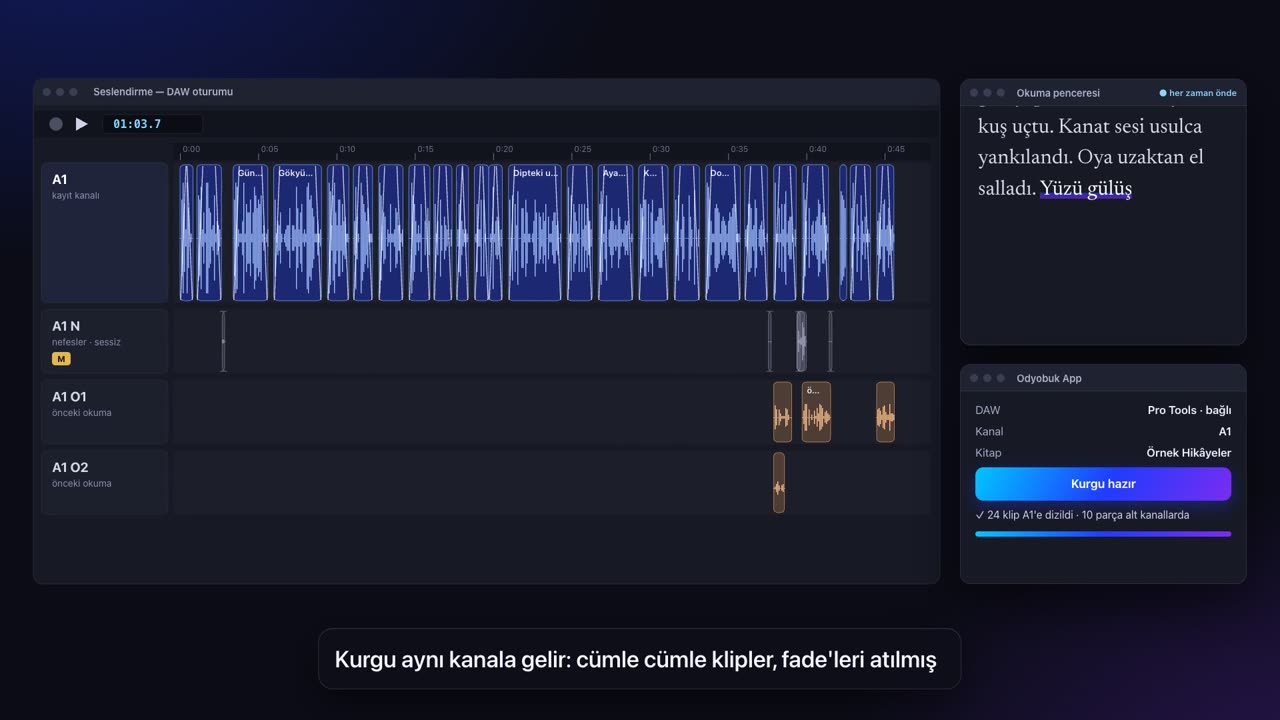 Seslendirme — DAW oturumu
01:03.7
0:00 0:05 0:10 0:15 0:20 0:25 0:30 0:35 0:40 0:45
A1
kayıt kanalı
Gün... Gökyü... Dipteki u... Aya... K... Do...
A1 N
nefesler · sessiz
M
A1 O1
önceki okuma
ö...
A1 O2
önceki okuma
Okuma penceresi
her zaman önde
kuş uçtu. Kanat sesi usulca
yankılandı. Oya uzaktan el
salladı. Yüzü gülüş
Odyobuk App
DAW Pro Tools · bağlı
Kanal A1
Kitap Örnek Hikâyeler
Kurgu hazır
✓ 24 klip A1'e dizildi · 10 parça alt kanallarda
Kurgu aynı kanala gelir: cümle cümle klipler, fade'leri atılmış